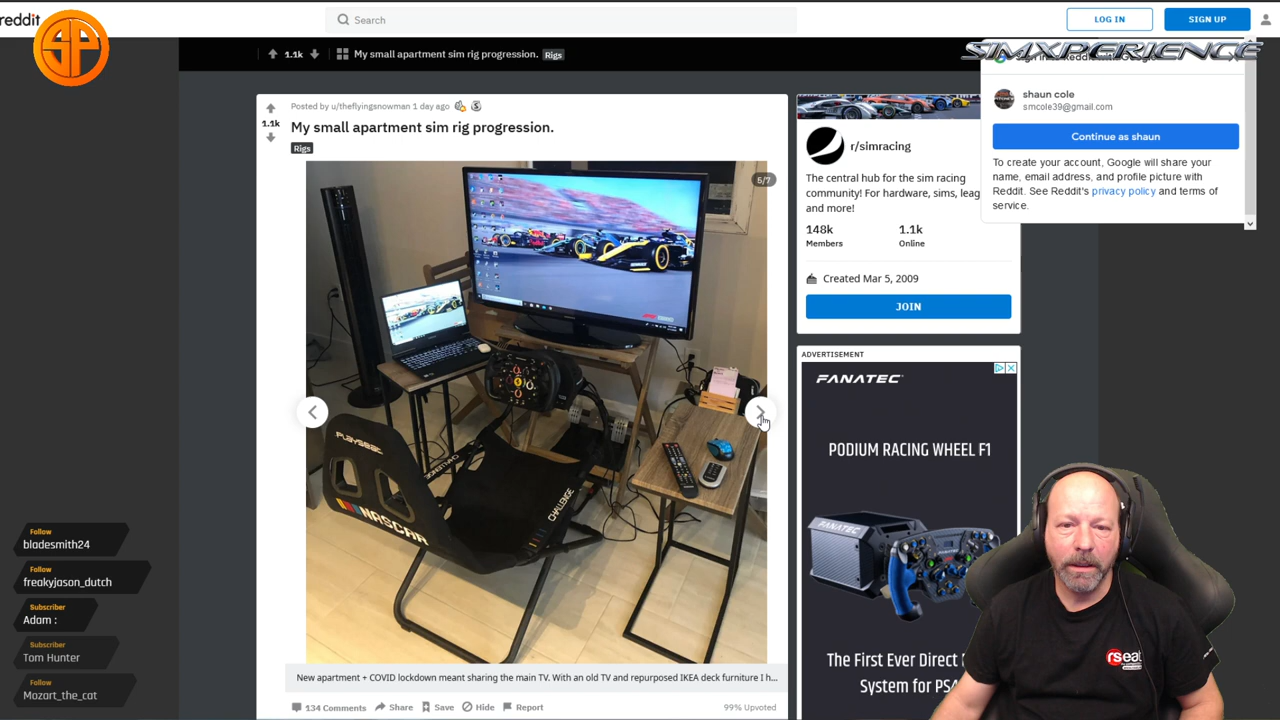 reddit
Search
LOG IN
SIGN UP
1.1k
My small apartment sim rig progression.
Rigs
SIMXPERIENCE
shaun cole
smcole39@gmail.com
Continue as shaun
To create your account, Google will share your
name, email address, and profile picture with
Reddit. See Reddit's privacy policy and terms of
service.
Posted by u/theflyingsnowman 1 day ago
1.1k
My small apartment sim rig progression.
Rigs
5/7
PLAYSEAT
NASCAR
CHALLENGE
CHALLENGE
r/simracing
The central hub for the sim racing
community! For hardware, sims, leag
and more!
148k
Members
1.1k
Online
Created Mar 5, 2009
JOIN
ADVERTISEMENT
FANATEC
PODIUM RACING WHEEL F1
FANATEC
The First Ever Direct
System for PS4
rseat
Follow
bladesmith24
Follow
freakyjason_dutch
Subscriber
Adam :
Subscriber
Tom Hunter
Follow
Mozart_the_cat
New apartment + COVID lockdown meant sharing the main TV. With an old TV and repurposed IKEA deck furniture I h...
134 Comments
Share
Save
Hide
Report
99% Upvoted